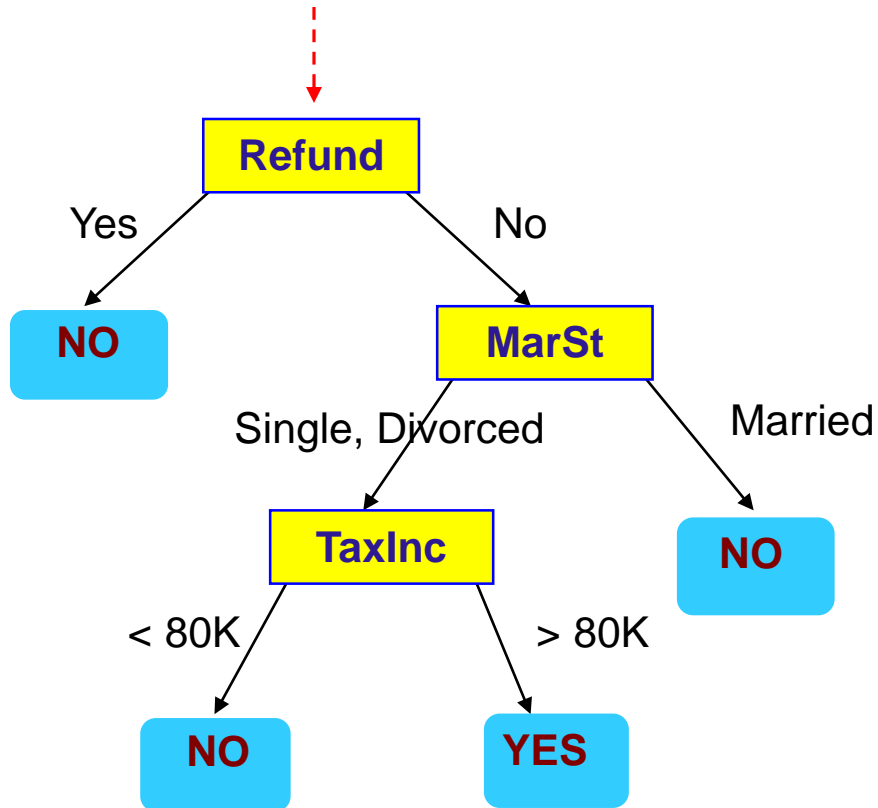 Refund
Yes
No
NO
MarSt
Single, Divorced
Married
TaxInc
NO
< 80K
> 80K
NO
YES